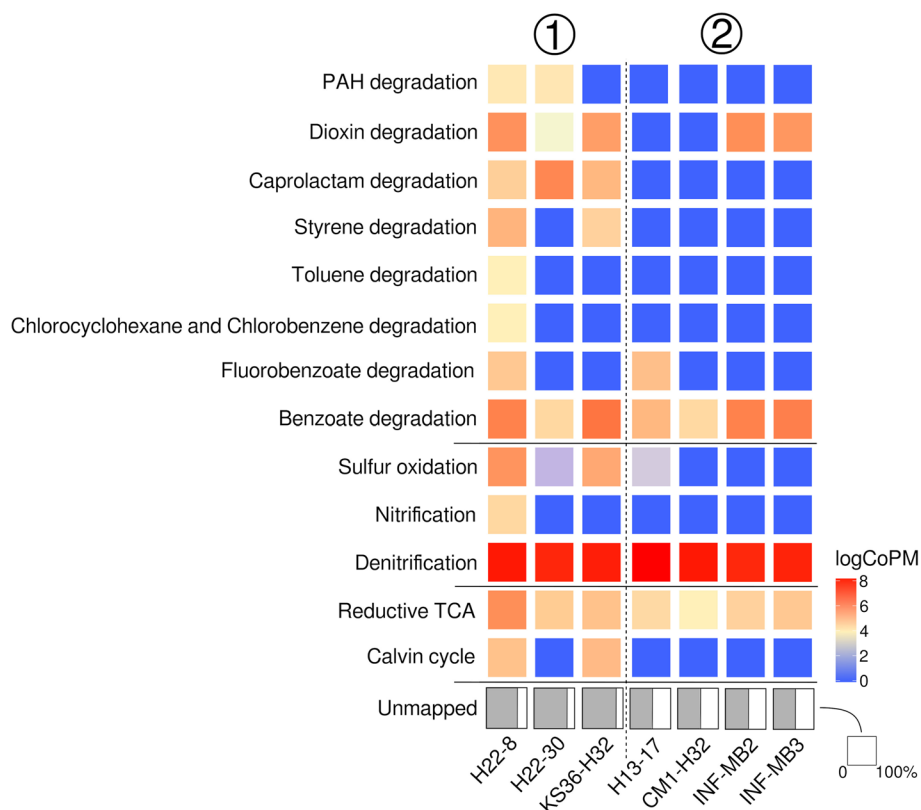 ① ②
PAH degradation
Dioxin degradation
Caprolactam degradation
Styrene degradation
Toluene degradation
Chlorocyclohexane and Chlorobenzene degradation
Fluorobenzoate degradation
Benzoate degradation
Sulfur oxidation
Nitrification
Denitrification
Reductive TCA
Calvin cycle
Unmapped
H22-8 H22-30 KS36-H32 H13-17 CM1-H32 INF-MB2 INF-MB3
logCoPM
8
6
4
2
0
0 100%